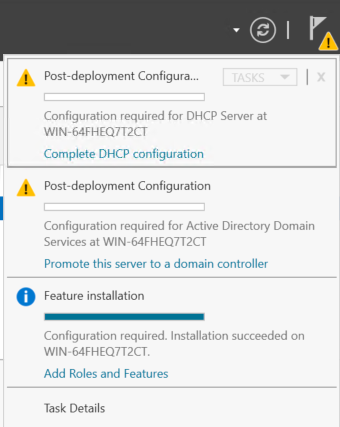 Post-deployment Configura... TASKS X
Configuration required for DHCP Server at
WIN-64FHEQ7T2CT
Complete DHCP configuration
Post-deployment Configuration
Configuration required for Active Directory Domain
Services at WIN-64FHEQ7T2CT
Promote this server to a domain controller
Feature installation
Configuration required. Installation succeeded on
WIN-64FHEQ7T2CT.
Add Roles and Features
Task Details